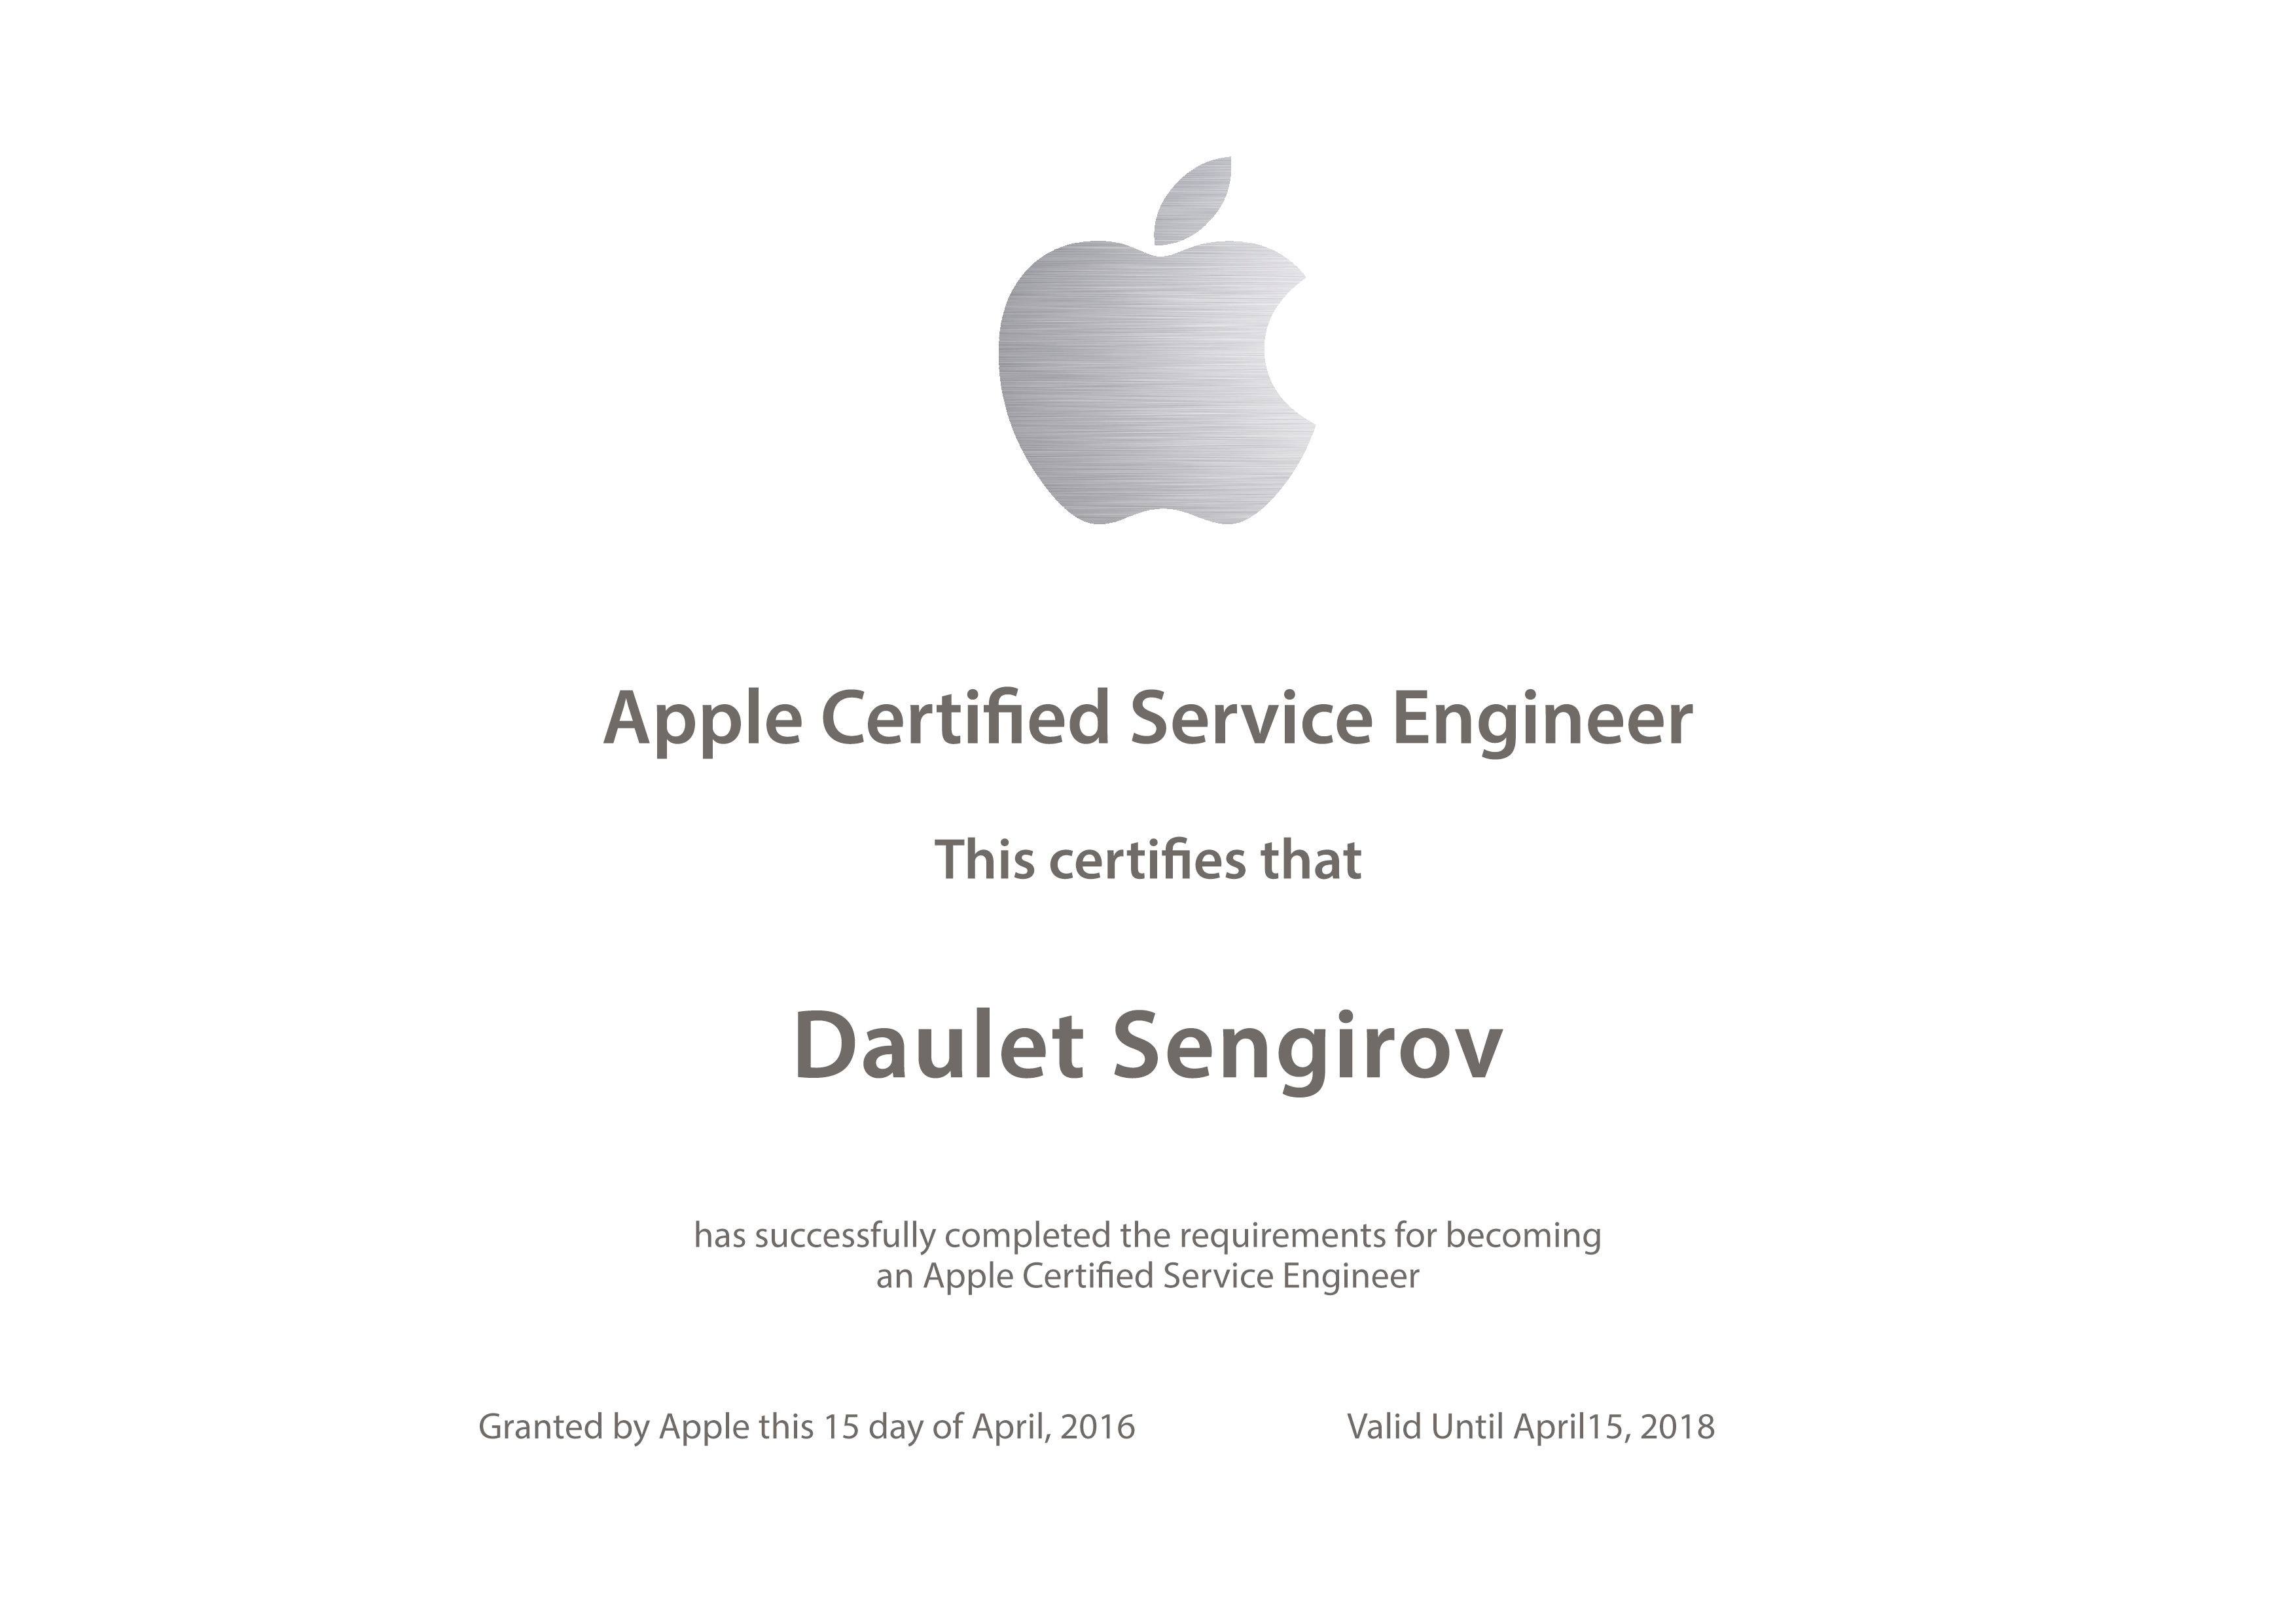 Apple Certified Service Engineer
This certifies that
Daulet Sengirov
has successfully completed the requirements for becoming
an Apple Certified Service Engineer
Granted by Apple this 15 day of April, 2016
Valid Until April15, 2018